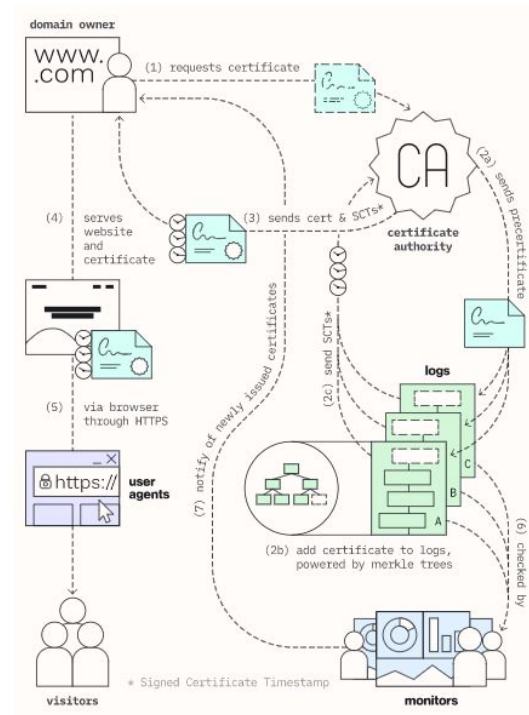 domain owner
www.
.com
(1) requests certificate
CA
certificate
authority
(2a) sends precertificate
(3) sends cert & SCTs*
(4) serves
website
and
certificate
(2c) send SCTs*
logs
C
B
A
(5) via browser
through HTTPS
https://
user
agents
(2b) add certificate to logs,
powered by merkle trees
(6) checked by
(7) notify of newly issued certificates
visitors
* Signed Certificate Timestamp
monitors